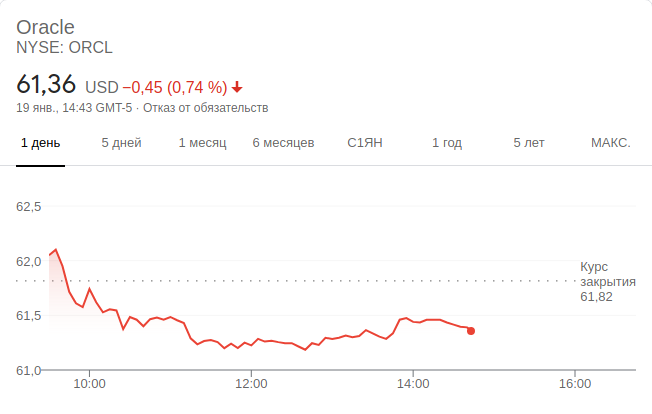 Oracle
NYSE: ORCL
61,36 USD −0,45 (0,74 %)
19 янв., 14:43 GMT-5 · Отказ от обязательств
1 день 5 дней 1 месяц 6 месяцев С1ЯН 1 год 5 лет МАКС.
62,5
62,0
Курс
закрытия
61,82
61,5
61,0
10:00 12:00 14:00 16:00